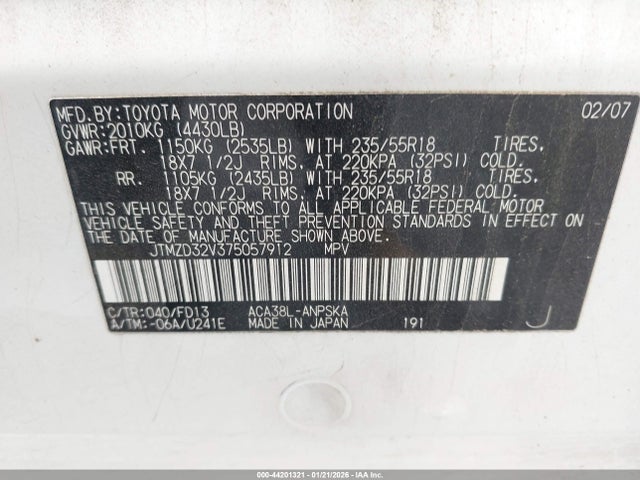 MFD.BY:TOYOTA MOTOR CORPORATION 02/07
GVWR:2010KG (4430LB)
GAWR:FRT. 1150KG (2535LB) WITH 235/55R18 TIRES.
18X7 1/2J RIMS. AT 220KPA (32PSI) COLD.
RR. 1105KG (2435LB) WITH 235/55R18 TIRES.
18X7 1/2J RIMS. AT 220KPA (32PSI) COLD.
THIS VEHICLE CONFORMS TO ALL APPLICABLE FEDERAL MOTOR
VEHICLE SAFETY AND THEFT PREVENTION STANDARDS IN EFFECT ON
THE DATE OF MANUFACTURE SHOWN ABOVE.
JTMZD32V375057912 MPV
C/TR:040/FD13 ACA38L-ANPSKA
A/TM:-06A/U241E MADE IN JAPAN 191 J
000-44201321 - 01/21/2026 - COPART, INC.